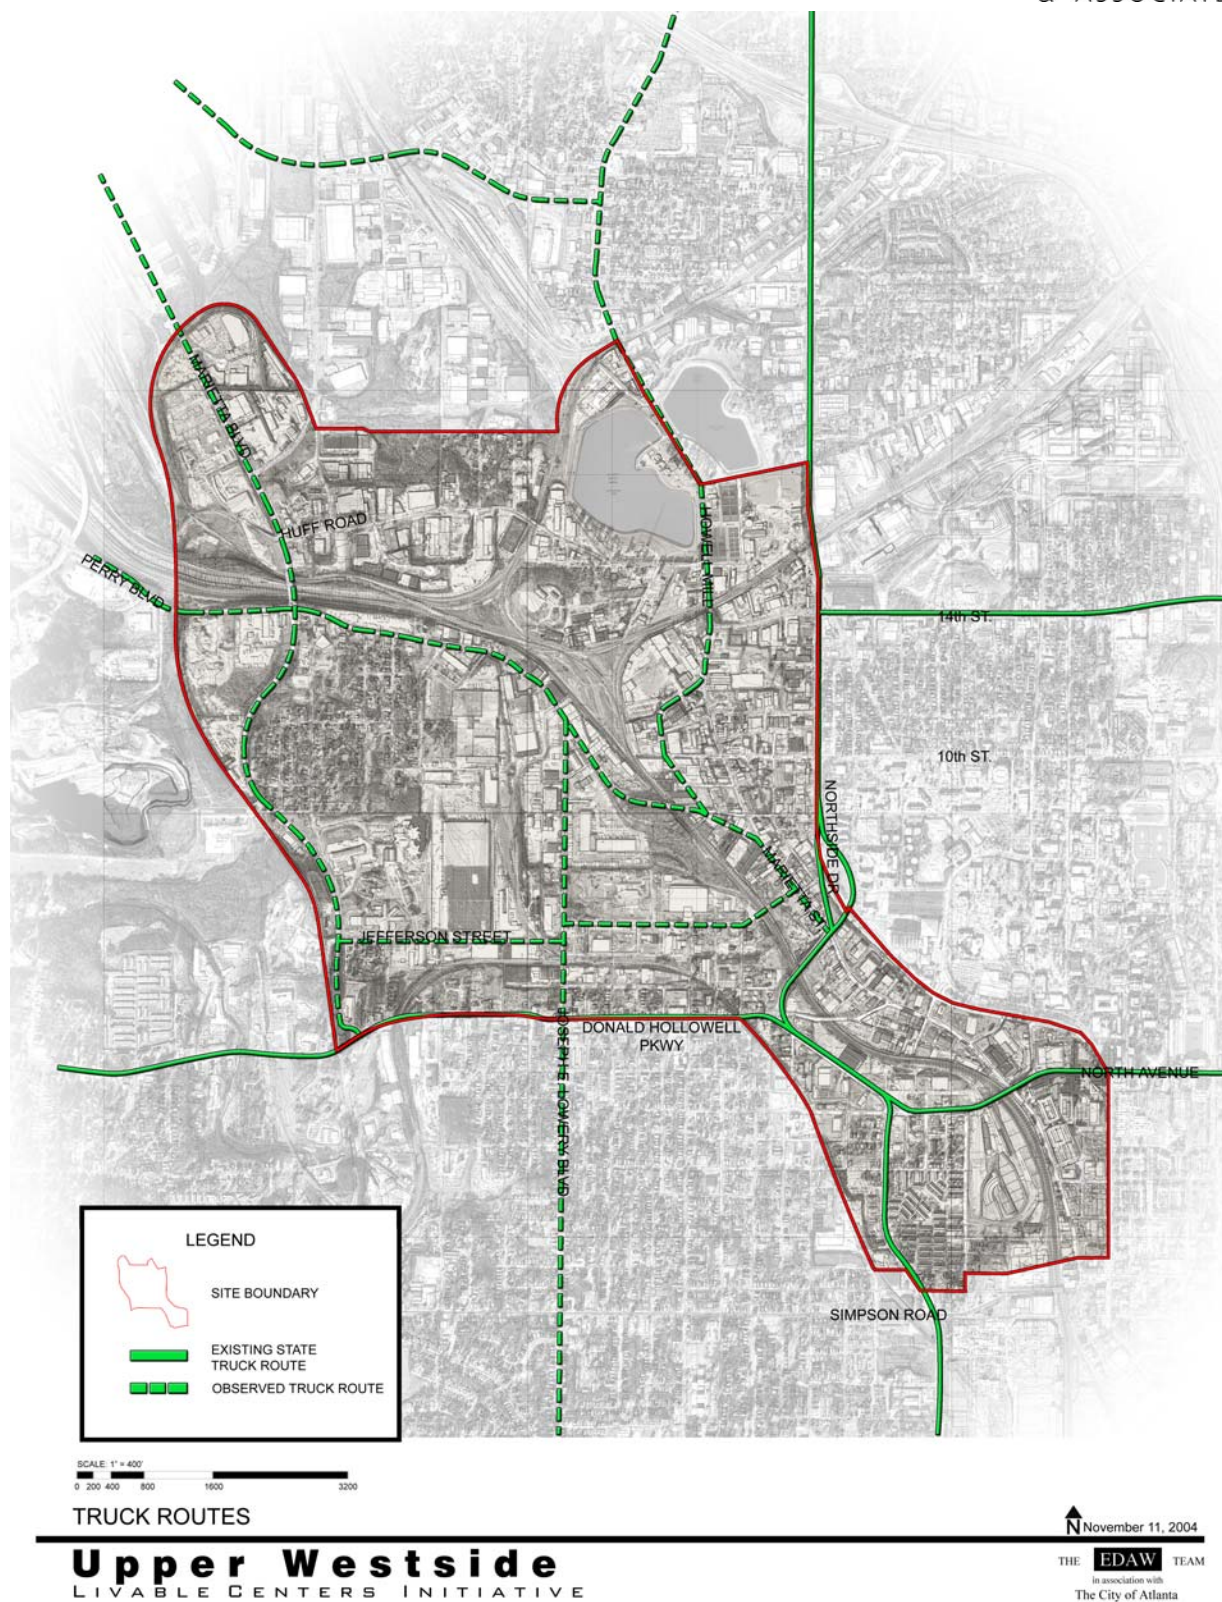 & ASSOCIATE
MARIETTA BLVD
HUFF ROAD
HOWELL MILL
PERRY BLVD
14th ST.
10th ST.
NORTHSIDE DR
MARIETTA ST.
JEFFERSON STREET
DONALD HOLLOWELL
PKWY
JOSEPH E LOWERY BLVD
NORTH AVENUE
SIMPSON ROAD
LEGEND
SITE BOUNDARY
EXISTING STATE
TRUCK ROUTE
OBSERVED TRUCK ROUTE
SCALE: 1" = 400'
0 200 400 800 1600 3200
TRUCK ROUTES
N November 11, 2004
Upper Westside
LIVABLE CENTERS INITIATIVE
THE EDAW TEAM
in association with
The City of Atlanta